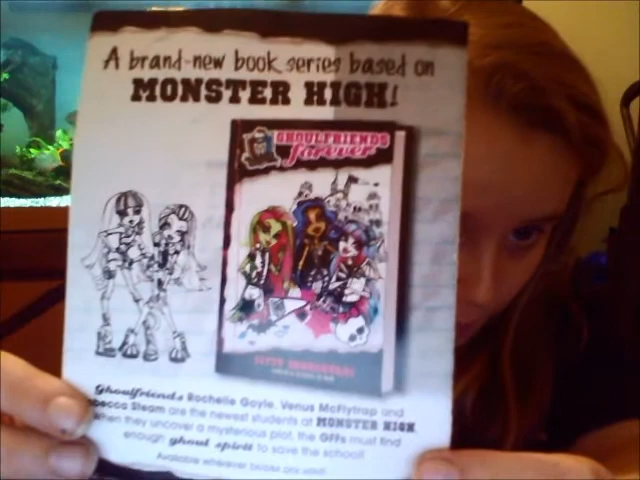 A brand-new book series based on
MONSTER HIGH!
GHOULFRIENDS
forever
Ghoulfriends Rochelle Goyle, Venus McFlytrap and
becca Steam are the newest students at MONSTER HIGH
hen they uncover a mysterious plot, the GFFs must find
enough ghoul spirit to save the school!
Available wherever books are sold!